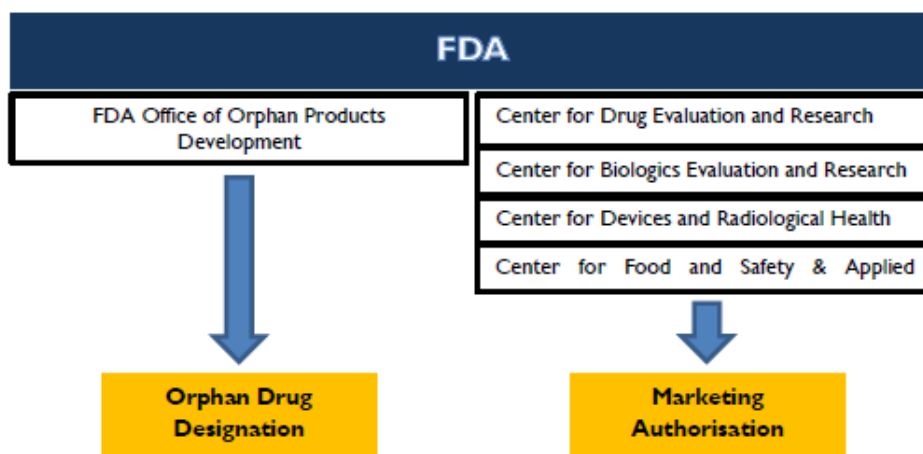 FDA
FDA Office of Orphan Products
Development
Center for Drug Evaluation and Research
Center for Biologics Evaluation and Research
Center for Devices and Radiological Health
Center for Food and Safety & Applied
Orphan Drug
Designation
Marketing
Authorisation